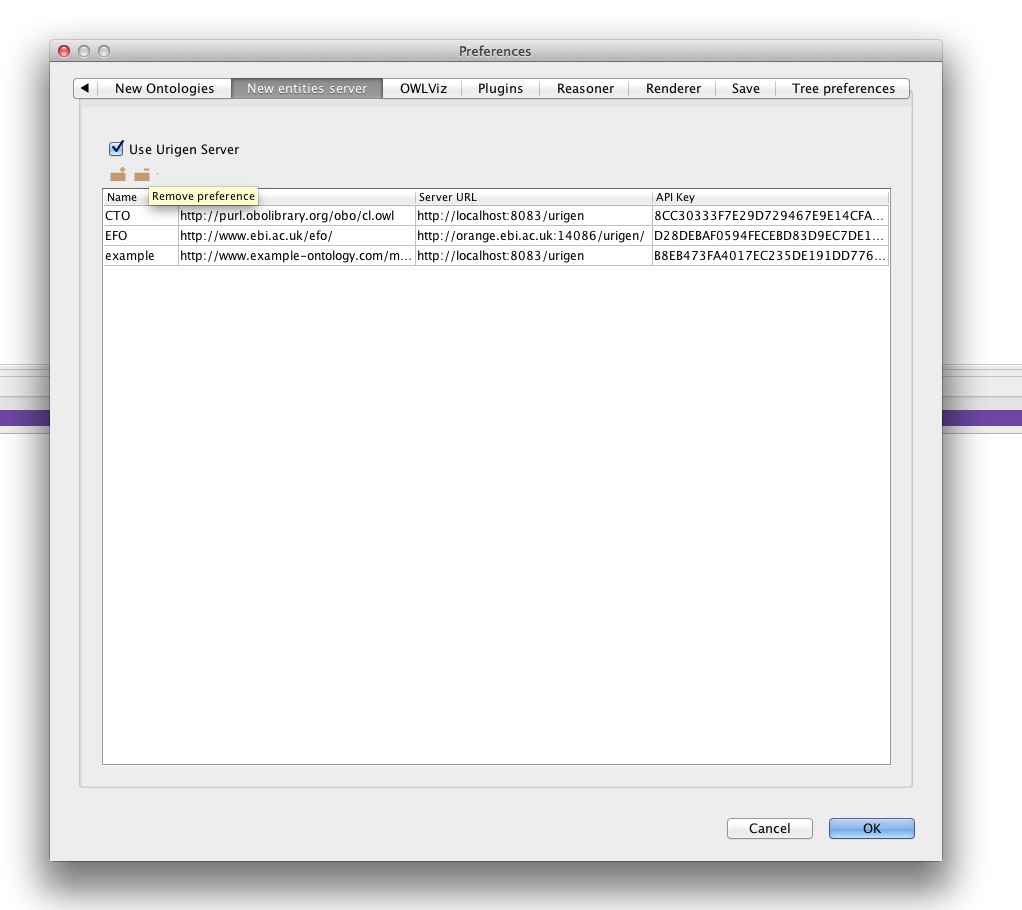 Preferences
New Ontologies New entities server OWLViz Plugins Reasoner Renderer Save Tree preferences
Use Urigen Server
Remove preference
Name Server URL API Key
CTO http://purl.obolibrary.org/obo/cl.owl http://localhost:8083/urigen 8CC30333F7E29D729467E9E14CFA...
EFO http://www.ebi.ac.uk/efo/ http://orange.ebi.ac.uk:14086/urigen/ D28DEBAF0594FECEBD83D9EC7DE1...
example http://www.example-ontology.com/m... http://localhost:8083/urigen B8EB473FA4017EC235DE191DD776...
Cancel OK